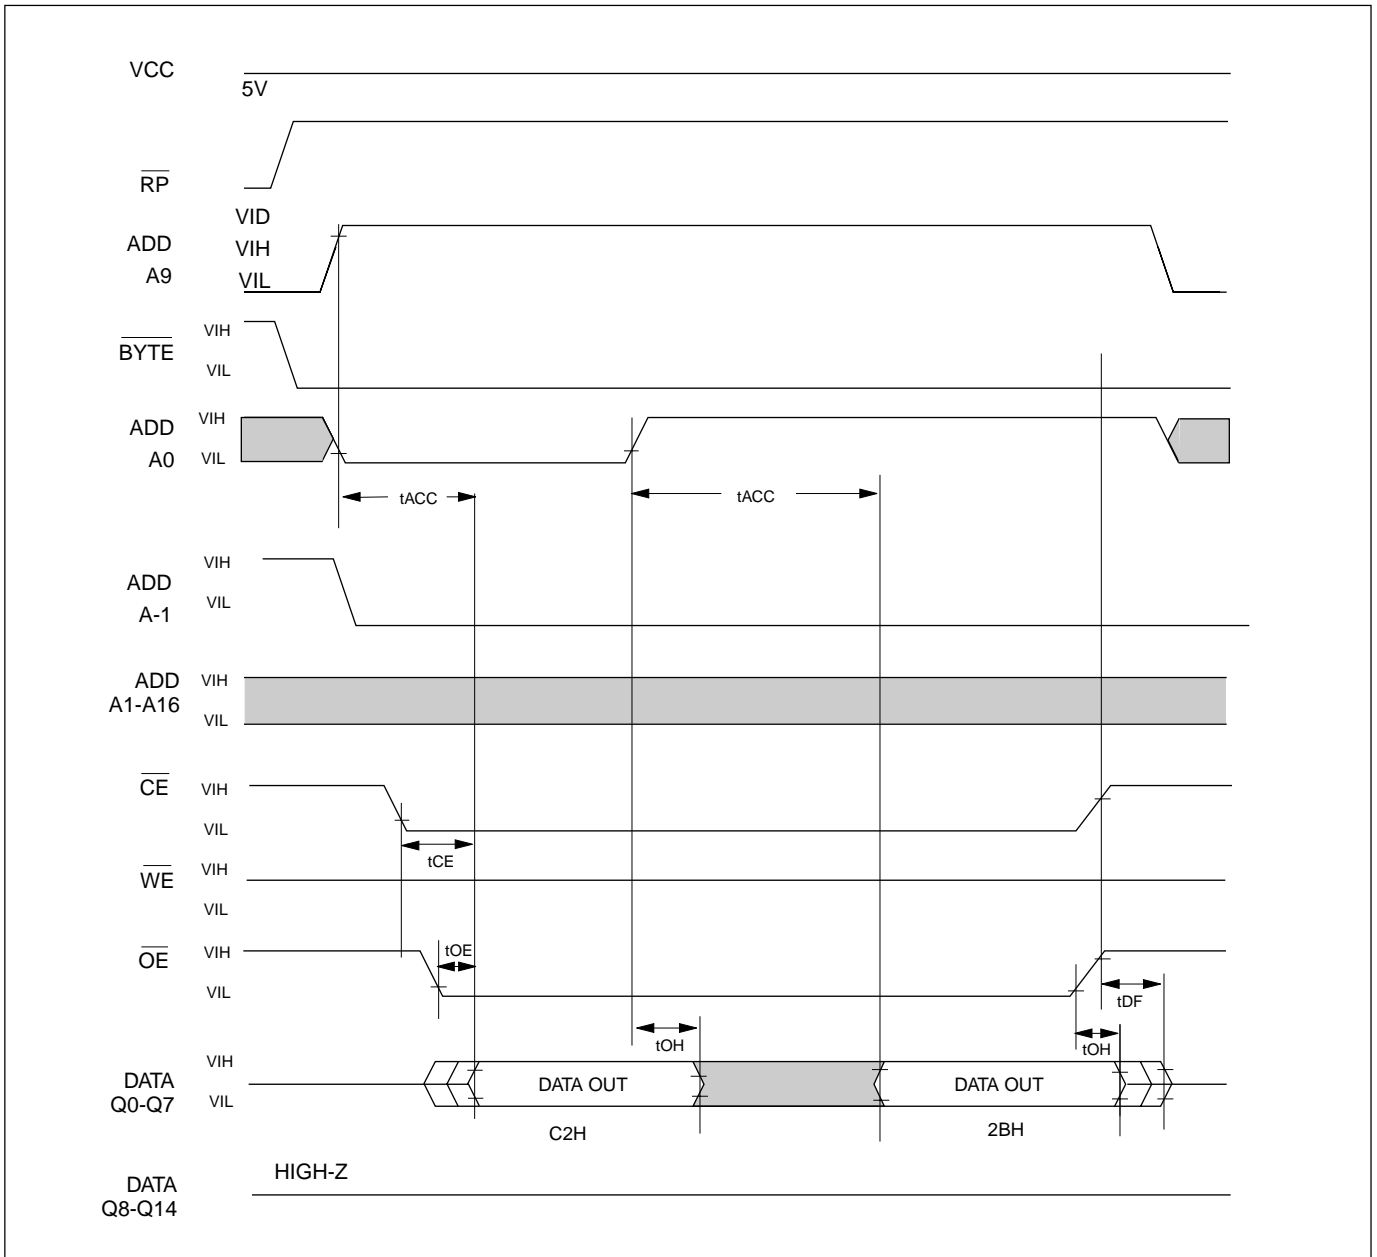 VCC
5V
RP
VID
ADD
VIH
A9
VIL
VIH
BYTE
VIL
VIH
ADD
A0
VIL
tACC
tACC
VIH
ADD
VIL
A-1
ADD
VIH
A1-A16
VIL
CE
VIH
VIL
tCE
WE
VIH
VIL
OE
VIH
tOE
VIL
tDF
tOH
tOH
VIH
DATA
DATA OUT
DATA OUT
Q0-Q7
VIL
C2H
2BH
HIGH-Z
DATA
Q8-Q14